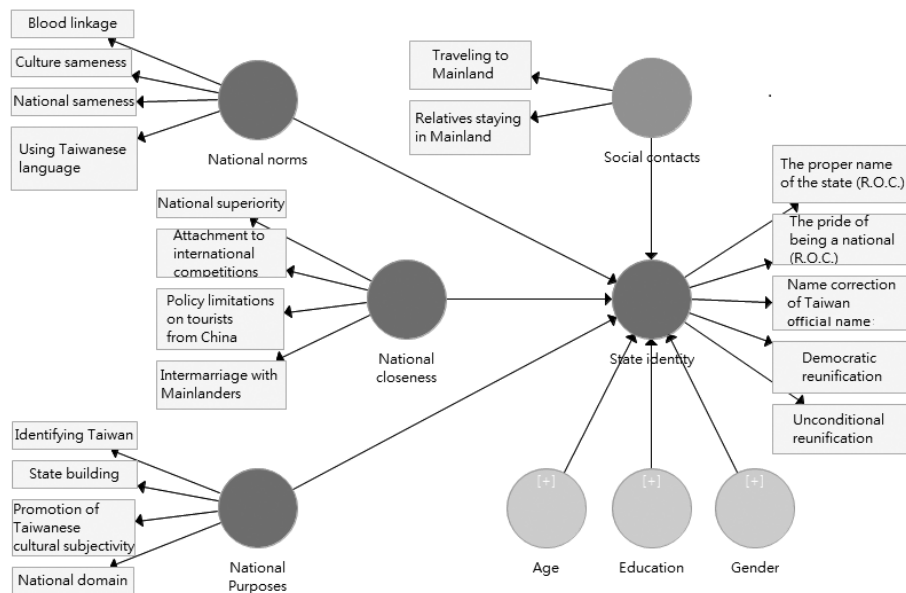 Blood linkage
Culture sameness
National sameness
Using Taiwanese
language
National norms
Traveling to
Mainland
Relatives staying
in Mainland
Social contacts
National superiority
Attachment to
international
competitions
Policy limitations
on tourists
from China
Intermarriage with
Mainlanders
National
closeness
The proper name
of the state (R.O.C.)
The pride of
being a national
(R.O.C.)
Name correction
of Taiwan
official name
Democratic
reunification
Unconditional
reunification
State identity
Identifying Taiwan
State building
Promotion of
Taiwanese
cultural subjectivity
National domain
National
Purposes
[+]
[+]
[+]
Age
Education
Gender